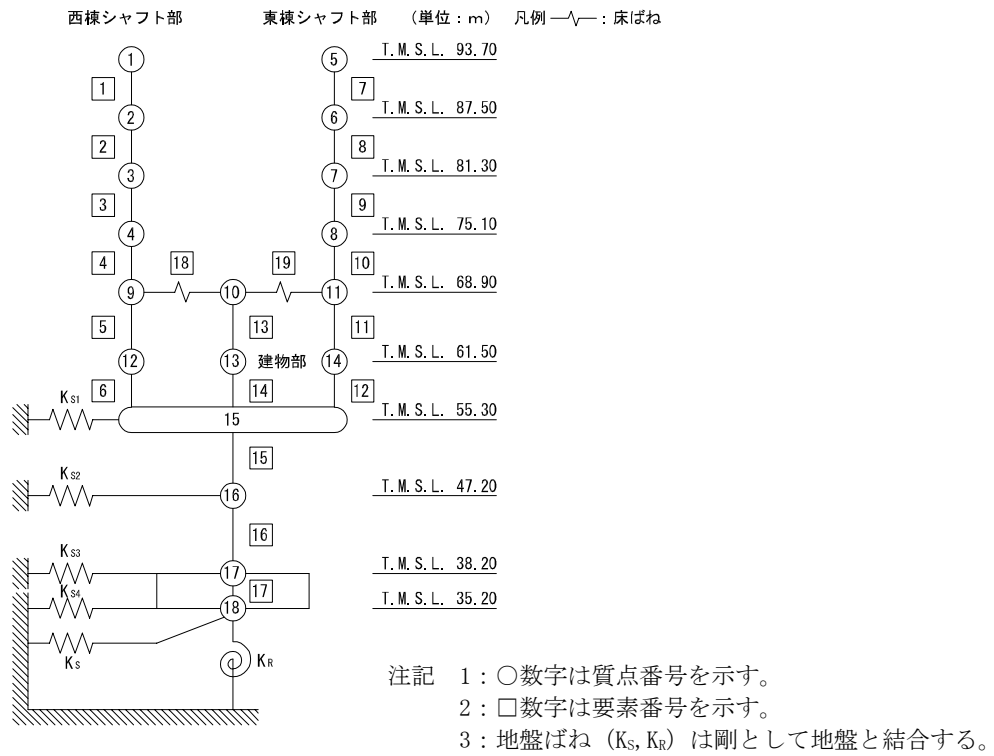 西棟シャフト部 東棟シャフト部 (単位:m) 凡例 : 床ばね
① ⑤ T.M.S.L. 93.70
1 7
② ⑥ T.M.S.L. 87.50
2 8
③ ⑦ T.M.S.L. 81.30
3 9
④ ⑧ T.M.S.L. 75.10
4 18 19 10
⑨ ⑩ ⑪ T.M.S.L. 68.90
5 13 11
⑫ ⑬ 建物部 ⑭ T.M.S.L. 61.50
6 14 12
KS1 15 T.M.S.L. 55.30
15
KS2 ⑯ T.M.S.L. 47.20
16
KS3 ⑰ T.M.S.L. 38.20
17
KS4 ⑱ T.M.S.L. 35.20
KS KR
注記 1:○数字は質点番号を示す。
2:□数字は要素番号を示す。
3:地盤ばね(KS,KR)は剛として地盤と結合する。